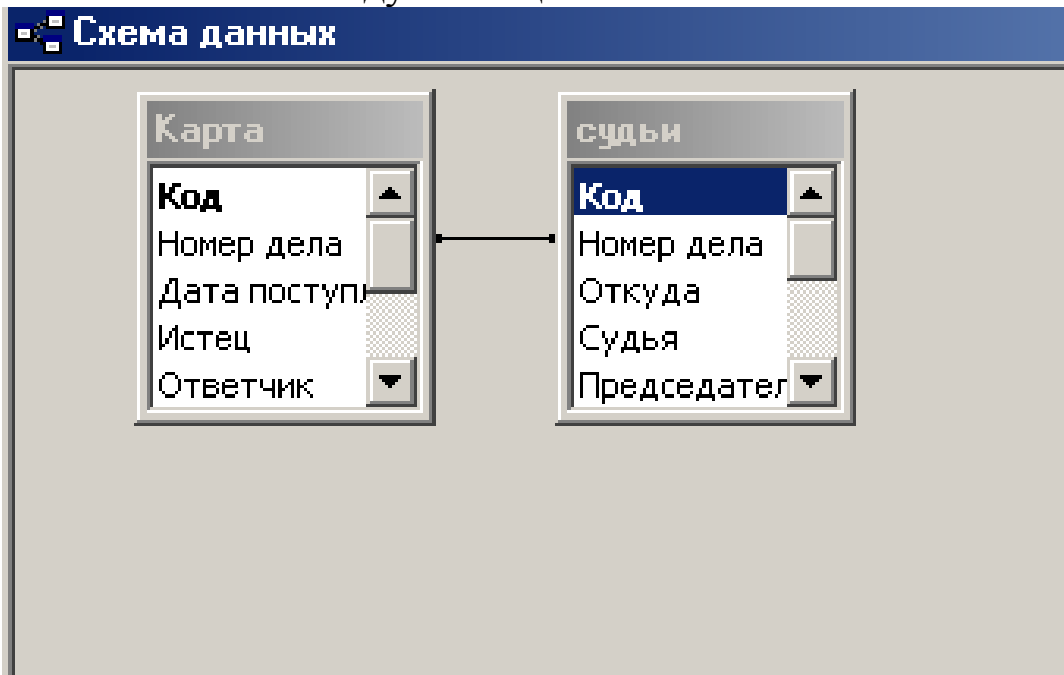 Схема данных
Карта
Код
Номер дела
Дата поступл
Истец
Ответчик
судьи
Код
Номер дела
Откуда
Судья
Председател